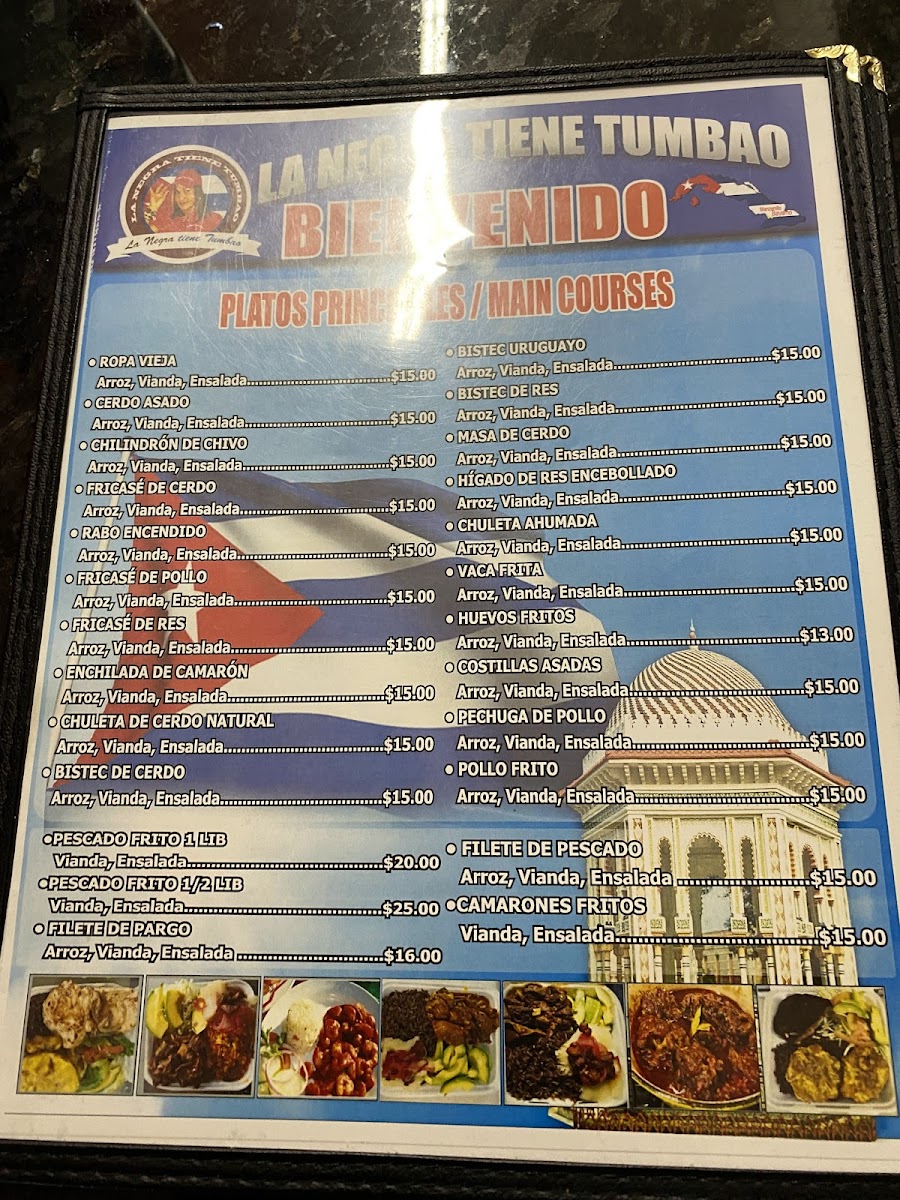 LA NEGRA TIENE TUMBAO
La Negra tiene Tumbao
LA NEGRA TIENE TUMBAO
BIENVENIDO
PLATOS PRINCIPALES / MAIN COURSES
• ROPA VIEJA
Arroz, Vianda, Ensalada..............................$15.00
• CERDO ASADO
Arroz, Vianda, Ensalada..............................$15.00
• CHILINDRÓN DE CHIVO
Arroz, Vianda, Ensalada..............................$15.00
• FRICASÉ DE CERDO
Arroz, Vianda, Ensalada..............................$15.00
• RABO ENCENDIDO
Arroz, Vianda, Ensalada..............................$15.00
• FRICASÉ DE POLLO
Arroz, Vianda, Ensalada..............................$15.00
• FRICASÉ DE RES
Arroz, Vianda, Ensalada..............................$15.00
• ENCHILADA DE CAMARÓN
Arroz, Vianda, Ensalada..............................$15.00
• CHULETA DE CERDO NATURAL
Arroz, Vianda, Ensalada..............................$15.00
• BISTEC DE CERDO
Arroz, Vianda, Ensalada..............................$15.00
• BISTEC URUGUAYO
Arroz, Vianda, Ensalada..............................$15.00
• BISTEC DE RES
Arroz, Vianda, Ensalada..............................$15.00
• MASA DE CERDO
Arroz, Vianda, Ensalada..............................$15.00
• HÍGADO DE RES ENCEBOLLADO
Arroz, Vianda, Ensalada..............................$15.00
• CHULETA AHUMADA
Arroz, Vianda, Ensalada..............................$15.00
• VACA FRITA
Arroz, Vianda, Ensalada..............................$15.00
• HUEVOS FRITOS
Arroz, Vianda, Ensalada..............................$13.00
• COSTILLAS ASADAS
Arroz, Vianda, Ensalada..............................$15.00
• PECHUGA DE POLLO
Arroz, Vianda, Ensalada..............................$15.00
• POLLO FRITO
Arroz, Vianda, Ensalada..............................$15.00
•PESCADO FRITO 1 LIB
Vianda, Ensalada..............................$20.00
•PESCADO FRITO 1/2 LIB
Vianda, Ensalada..............................$25.00
• FILETE DE PARGO
Arroz, Vianda, Ensalada ..............................$16.00
• FILETE DE PESCADO
Arroz, Vianda, Ensalada ..............................$15.00
•CAMARONES FRITOS
Vianda, Ensalada..............................$15.00